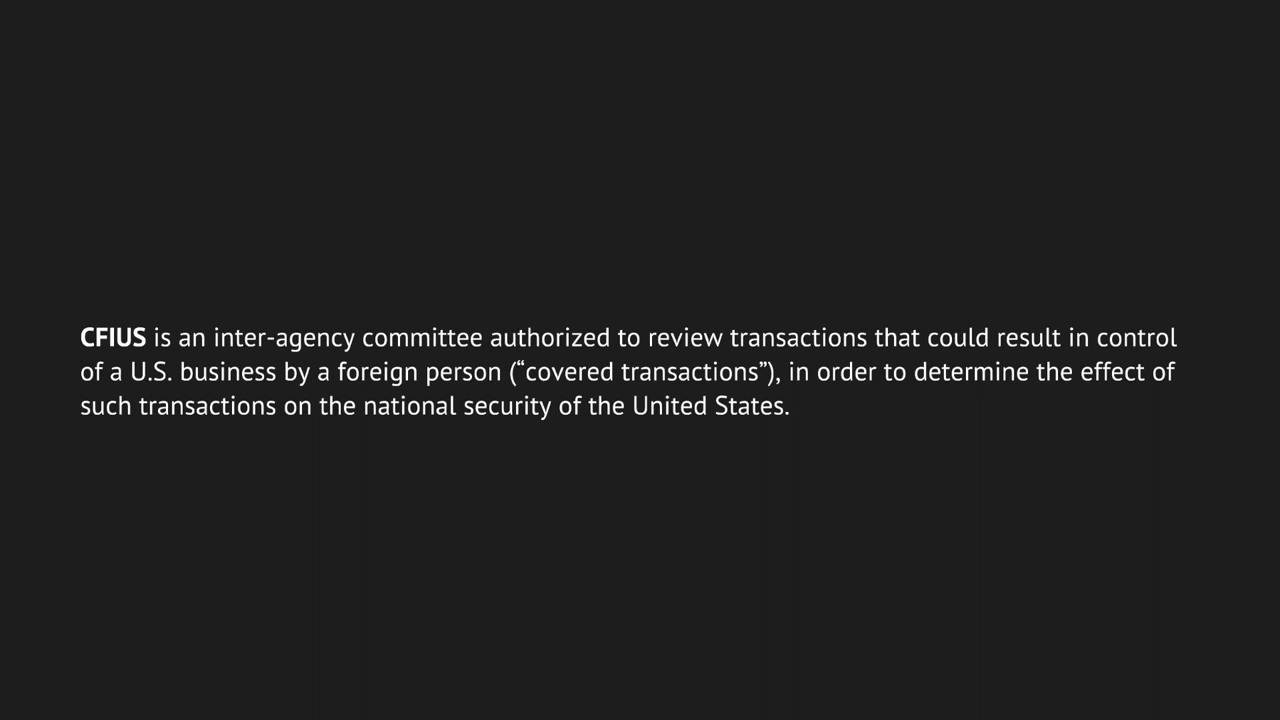 CFIUS is an inter-agency committee authorized to review transactions that could result in control
of a U.S. business by a foreign person (“covered transactions”), in order to determine the effect of
such transactions on the national security of the United States.